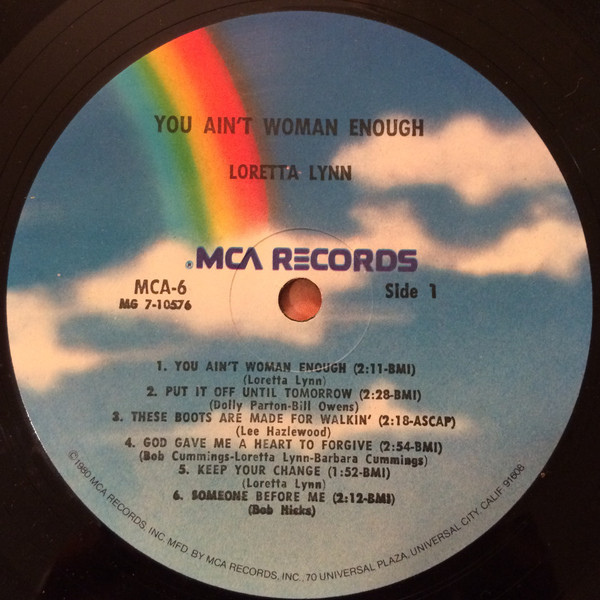 YOU AIN'T WOMAN ENOUGH
LORETTA LYNN
®MCA RECORDS
MCA-6
MG 7-10576
Side 1
1. YOU AIN'T WOMAN ENOUGH (2:11-BMI)
(Loretta Lynn)
2. PUT IT OFF UNTIL TOMORROW (2:28-BMI)
(Dolly Parton-Bill Owens)
3. THESE BOOTS ARE MADE FOR WALKIN' (2:18-ASCAP)
(Lee Hazlewood)
4. GOD GAVE ME A HEART TO FORGIVE (2:54-BMI)
(Bob Cummings-Loretta Lynn-Barbara Cummings)
5. KEEP YOUR CHANGE (1:52-BMI)
(Loretta Lynn)
6. SOMEONE BEFORE ME (2:12-BMI)
(Bob Hicks)
©1980 MCA RECORDS, INC. MFD. BY MCA RECORDS, INC., 70 UNIVERSAL PLAZA, UNIVERSAL CITY, CALIF. 91608